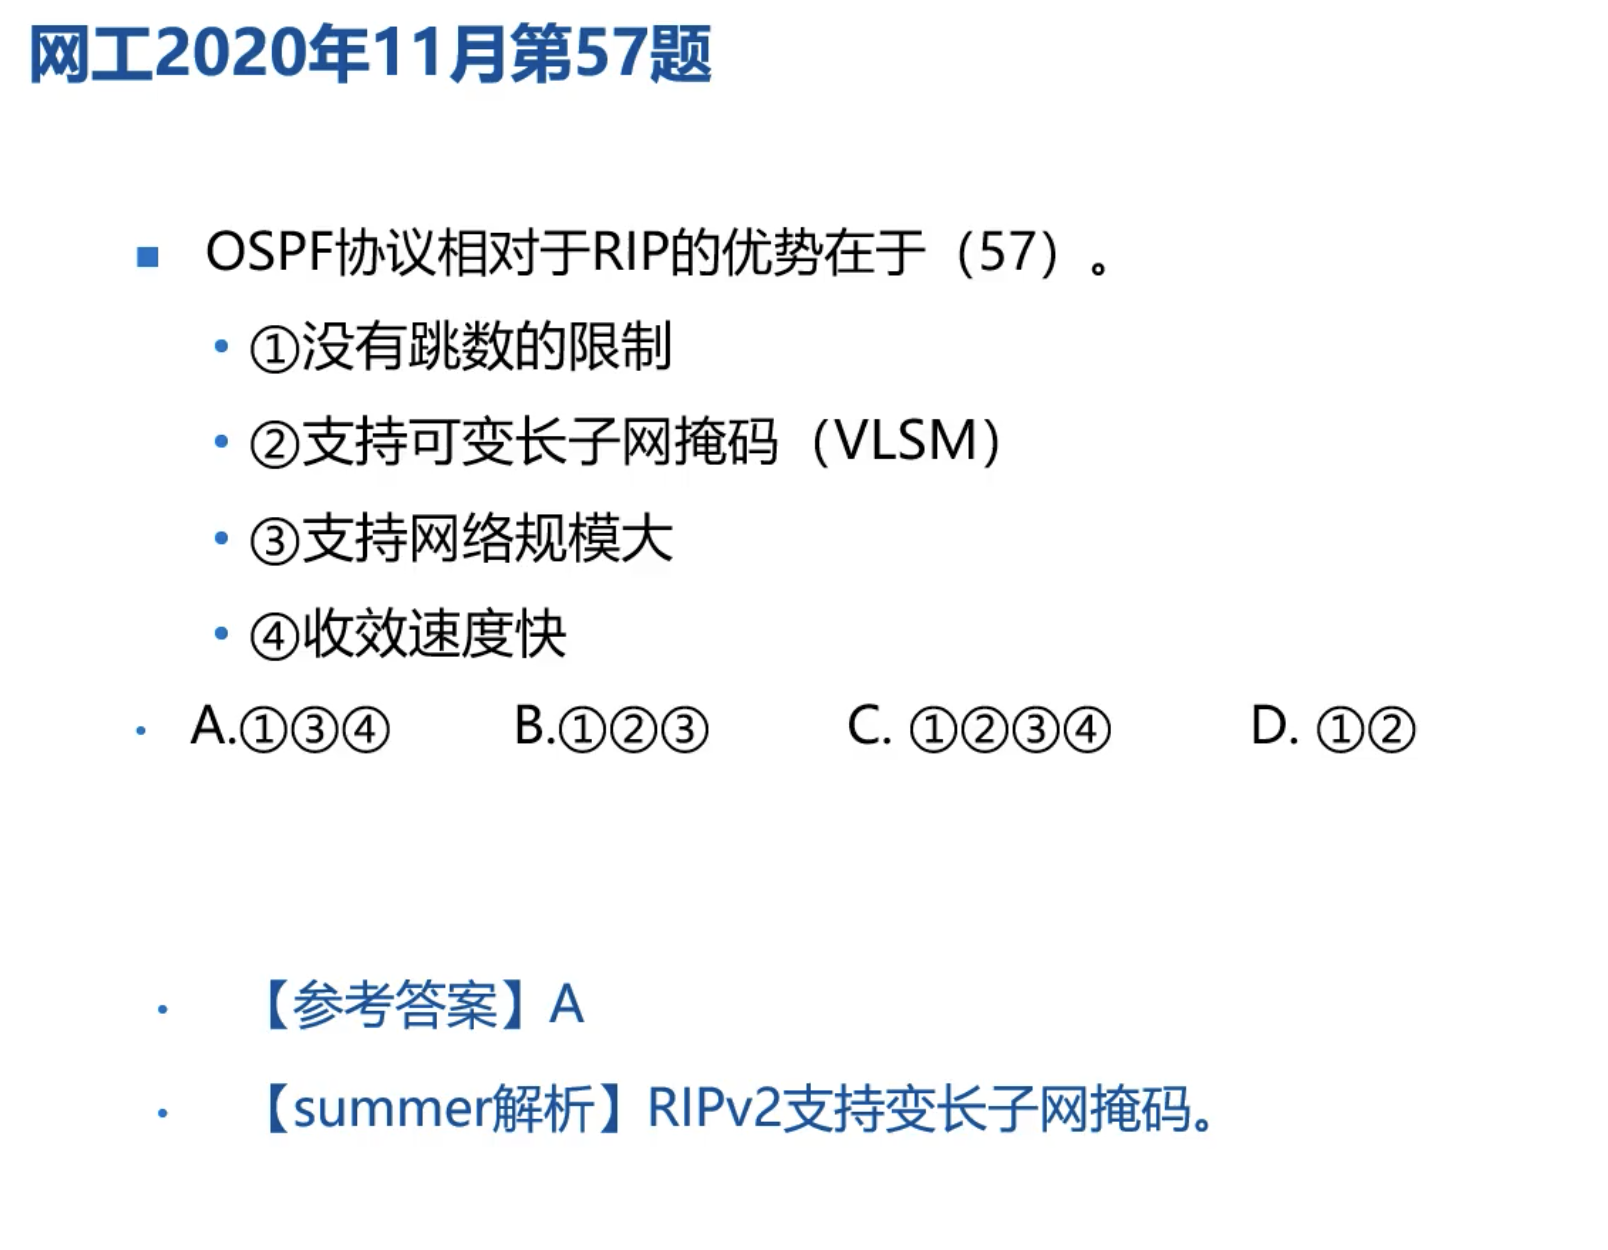 网工2020年11月第57题
■ OSPF协议相对于RIP的优势在于（57）。
• ①没有跳数的限制
• ②支持可变长子网掩码（VLSM）
• ③支持网络规模大
• ④收效速度快
• A.①③④ B.①②③ C. ①②③④ D. ①②
• 【参考答案】A
• 【summer解析】RIPv2支持变长子网掩码。